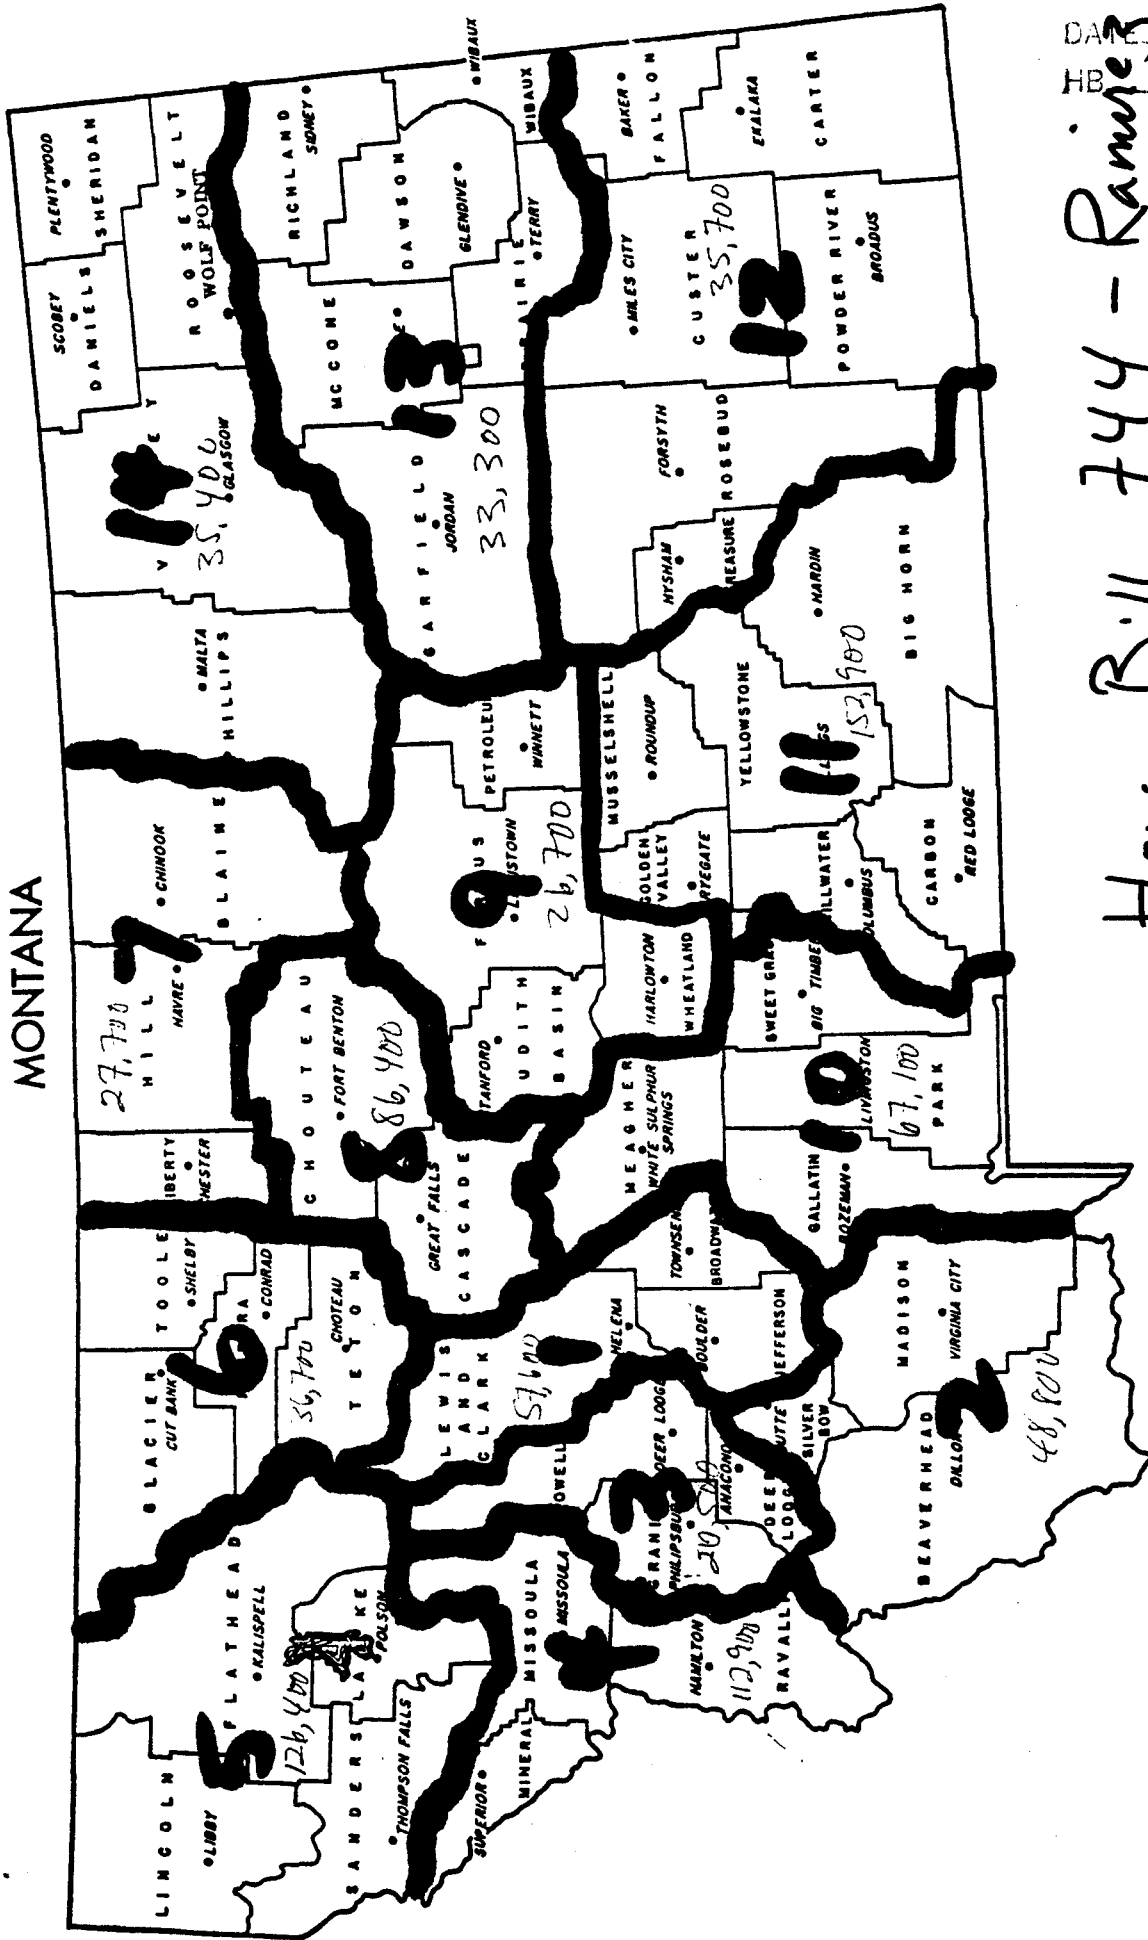 MONTANA
LINCOLN
LIBBY
5
FLATHEAD
KALISPELL
126,400
LAKE
POLSON
SANDERS
THOMPSON FALLS
SUPERIOR
MINERAL
MISSOULA
MISSOULA
4
HAMILTON
112,900
RAVALLI
GLACIER
CUT BANK
TOOLE
SHELBY
6
CONRAD
CHOTEAU
TETON
LEWIS
AND
CLARK
57,600
1
HELENA
3
PHILIPSBURG
DEER LODGE
ANACONDA
DEER
LODGE
BUTTE
SILVER
BOW
BOULDER
JEFFERSON
TOWNSEND
BROADWATER
BEAVERHEAD
DILLON
2
48,800
MADISON
VIRGINIA CITY
LIBERTY
CHESTER
27,700
HILL
HAVRE
7
CHINOOK
BLAINE
CHOUTEAU
FORT BENTON
8
86,400
GREAT FALLS
CASCADE
STANFORD
JUDITH
BASIN
MEAGHER
WHITE SULPHUR
SPRINGS
FERGUS
9
LEWISTOWN
26,700
PETROLEUM
WINNETT
HARLOWTON
WHEATLAND
GOLDEN
VALLEY
RYEGATE
MUSSELSHELL
ROUNDUP
GALLATIN
BOZEMAN
10
LIVINGSTON
67,100
PARK
SWEET GRASS
BIG TIMBER
STILLWATER
COLUMBUS
CARBON
RED LODGE
YELLOWSTONE
11
BILLINGS
152,900
BIG HORN
HARDIN
TREASURE
HYSHAM
ROSEBUD
FORSYTH
MALTA
PHILLIPS
VALLEY
14
35,400
GLASGOW
SCOBEY
DANIELS
PLENTYWOOD
SHERIDAN
ROOSEVELT
WOLF POINT
GARFIELD
JORDAN
33,300
13
MCCONE
RICHLAND
SIDNEY
DAWSON
GLENDIVE
PRAIRIE
TERRY
WIBAUX
WIBAUX
MILES CITY
CUSTER
35,700
12
BAKER
FALLON
EKALAKA
CARTER
POWDER RIVER
BROADUS
House Bill 744 - Ramirez
DATE
HB